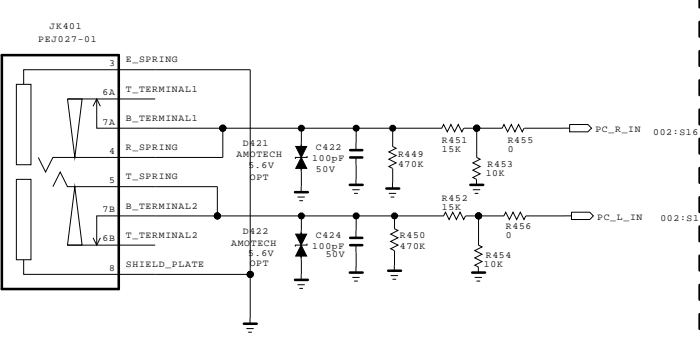 JK401
PEJ027-01
3 E_SPRING
6A T_TERMINAL1
7A B_TERMINAL1
4 R_SPRING
5 T_SPRING
7B B_TERMINAL2
6B T_TERMINAL2
8 SHIELD_PLATE
D421
AMOTECH
5.6V
OPT
C422
100pF
50V
R449
470K
R451
15K
R453
10K
R455
0
PC_R_IN 002:S16
D422
AMOTECH
5.6V
OPT
C424
100pF
50V
R450
470K
R452
15K
R454
10K
R456
0
PC_L_IN 002:S1